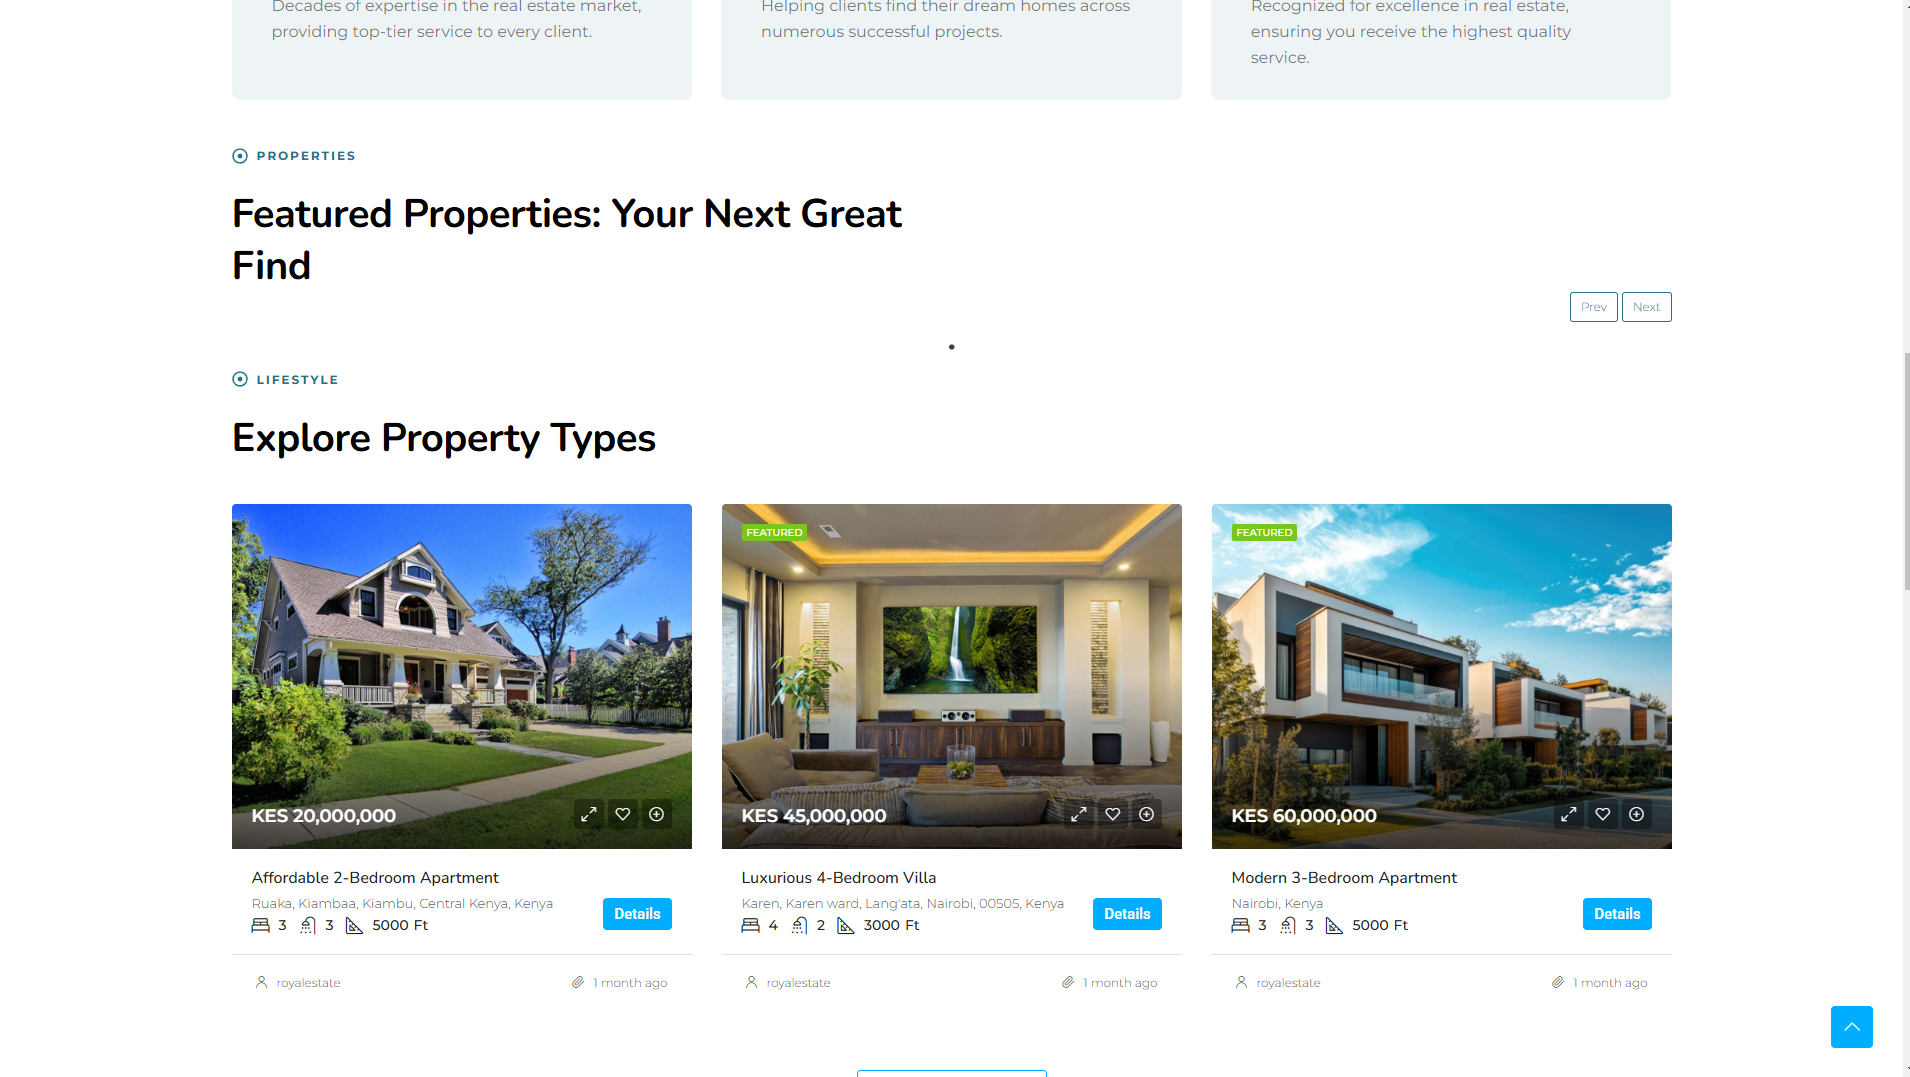 Decades of expertise in the real estate market,
providing top-tier service to every client.
Helping clients find their dream homes across
numerous successful projects.
Recognized for excellence in real estate,
ensuring you receive the highest quality
service.
PROPERTIES
Featured Properties: Your Next Great
Find
Prev Next
LIFESTYLE
Explore Property Types
KES 20,000,000
Affordable 2-Bedroom Apartment
Ruaka, Kiambaa, Kiambu, Central Kenya, Kenya
3 3 5000 Ft
Details
royalestate 1 month ago
FEATURED
KES 45,000,000
Luxurious 4-Bedroom Villa
Karen, Karen ward, Lang'ata, Nairobi, 00505, Kenya
4 2 3000 Ft
Details
royalestate 1 month ago
FEATURED
KES 60,000,000
Modern 3-Bedroom Apartment
Nairobi, Kenya
3 3 5000 Ft
Details
royalestate 1 month ago